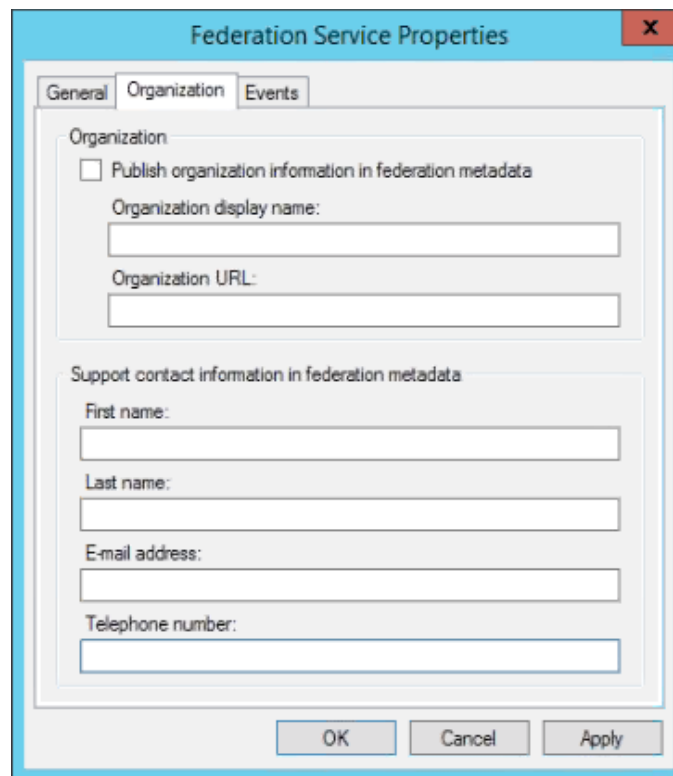 Federation Service Properties
x
General Organization Events
Organization
Publish organization information in federation metadata
Organization display name:
Organization URL:
Support contact information in federation metadata
First name:
Last name:
E-mail address:
Telephone number:
OK Cancel Apply